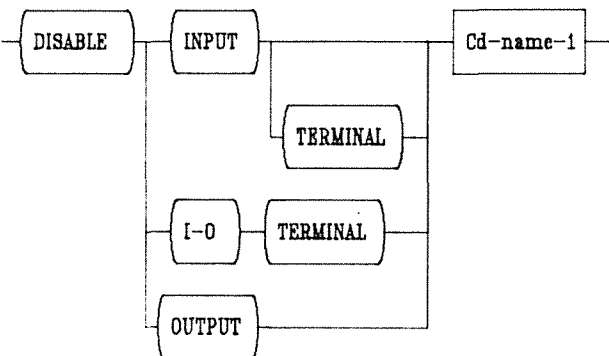 DISABLE INPUT Cd-name-1
TERMINAL
I-O TERMINAL
OUTPUT